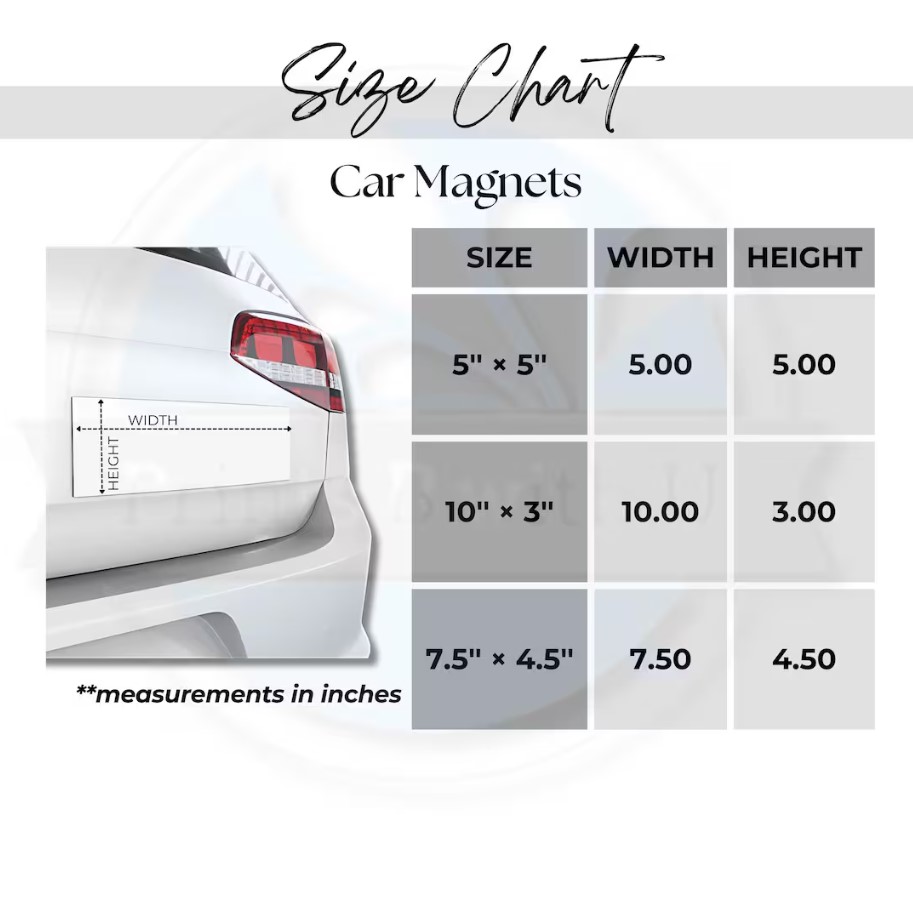 Size Chart
Car Magnets
SIZE WIDTH HEIGHT
5" × 5" 5.00 5.00
10" × 3" 10.00 3.00
7.5" × 4.5" 7.50 4.50
WIDTH
HEIGHT
**measurements in inches